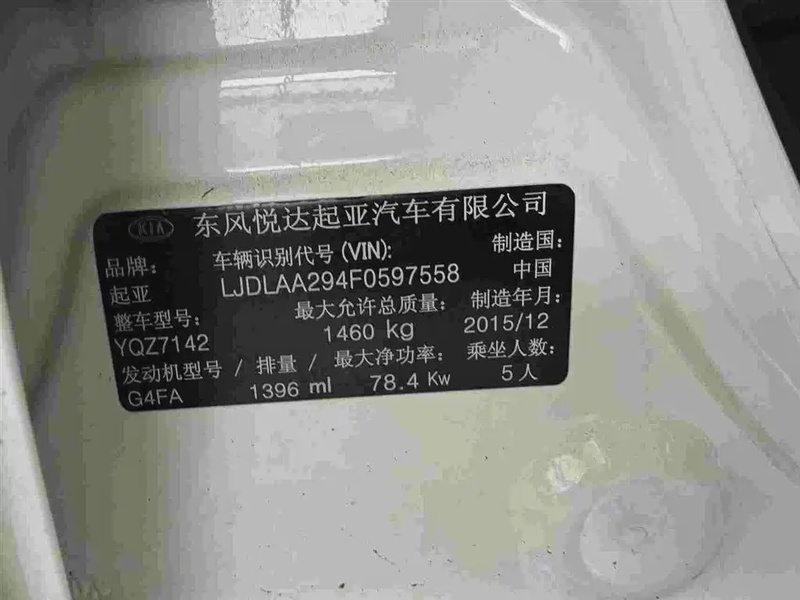 KIA 东风悦达起亚汽车有限公司
品牌： 车辆识别代号 (VIN): 制造国：
起亚 LJDLAA294F0597558 中国
整车型号： 最大允许总质量： 制造年月：
YQZ7142 1460 kg 2015/12
发动机型号 / 排量 / 最大净功率： 乘坐人数：
G4FA 1396 ml 78.4 Kw 5人